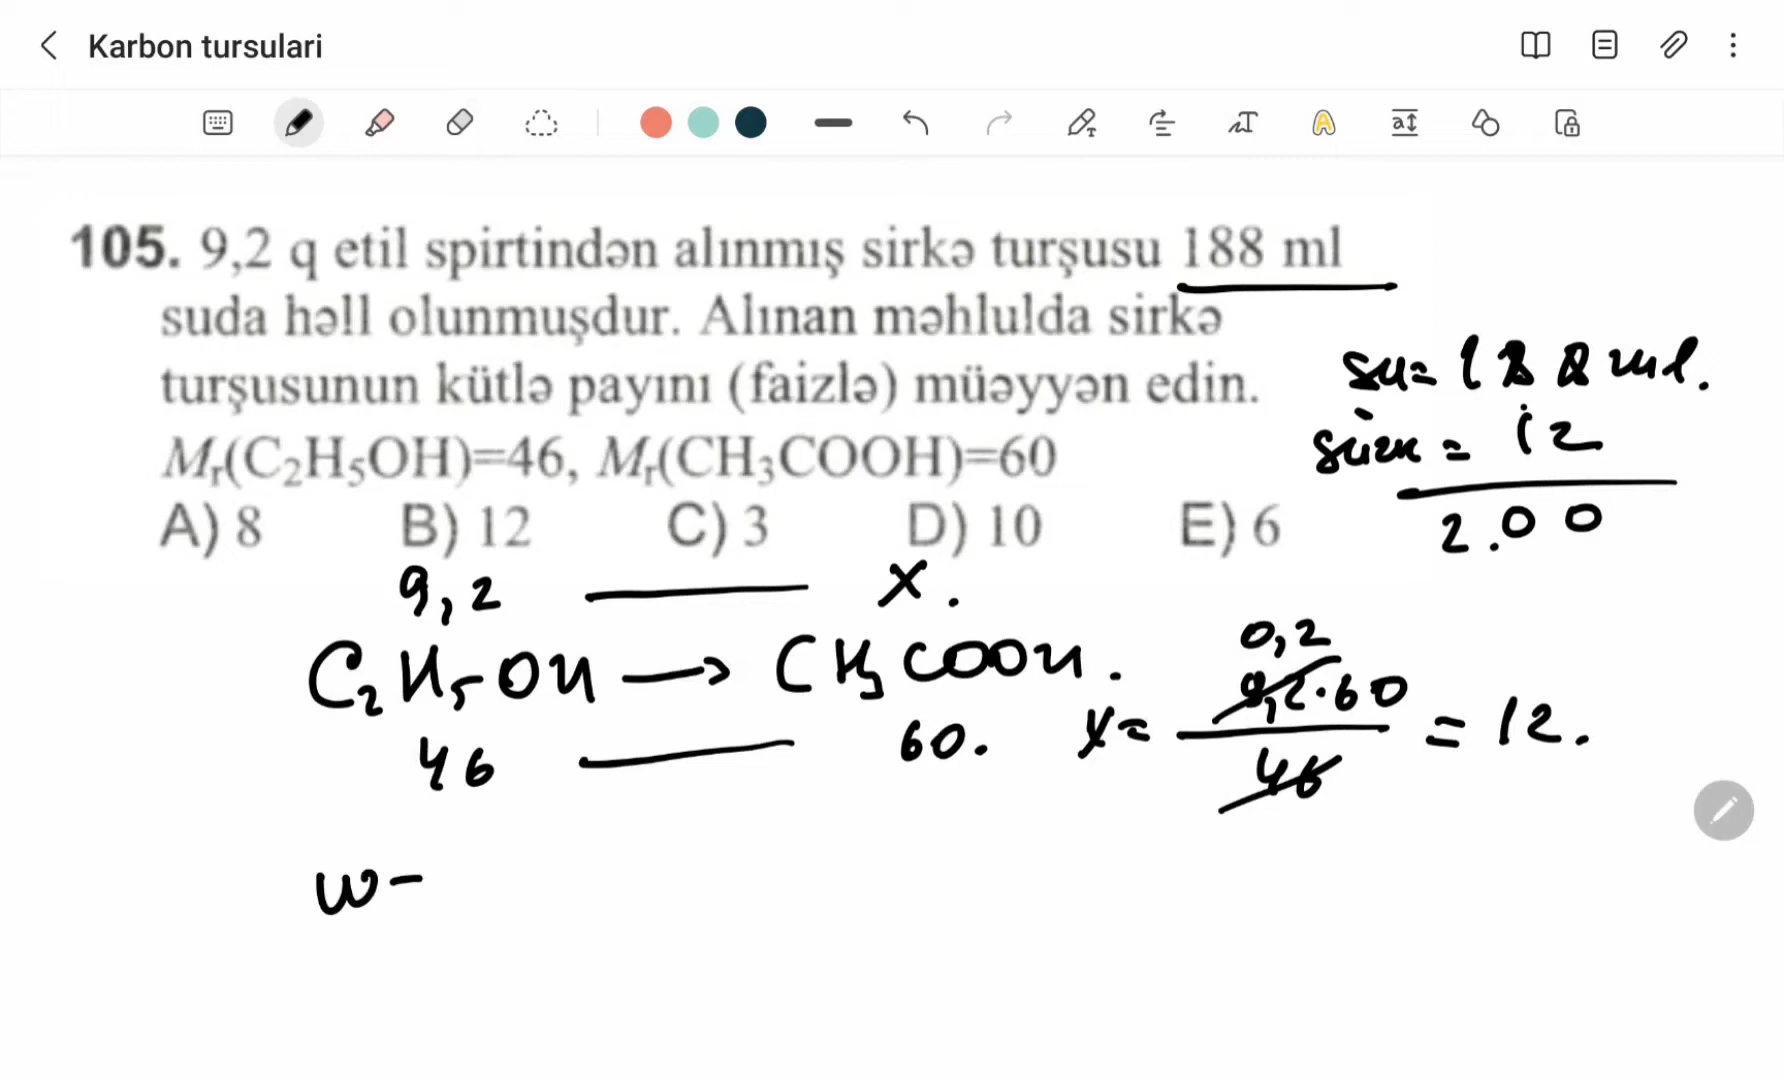 Karbon tursulari
105. 9,2 q etil spirtindən alınmış sirkə turşusu 188 ml
suda həll olunmuşdur. Alınan məhlulda sirkə
turşusunun kütlə payını (faizlə) müəyyən edin.
Mr(C₂H₅OH)=46, Mr(CH₃COOH)=60
A) 8 B) 12 C) 3 D) 10 E) 6
su= 188 ml.
= 12
2.00
9,2 — x.
C₂H₅OH → CH₃COOH.
46 — 60.
x= 9,2·60 / 46 = 12.
0,2
w-